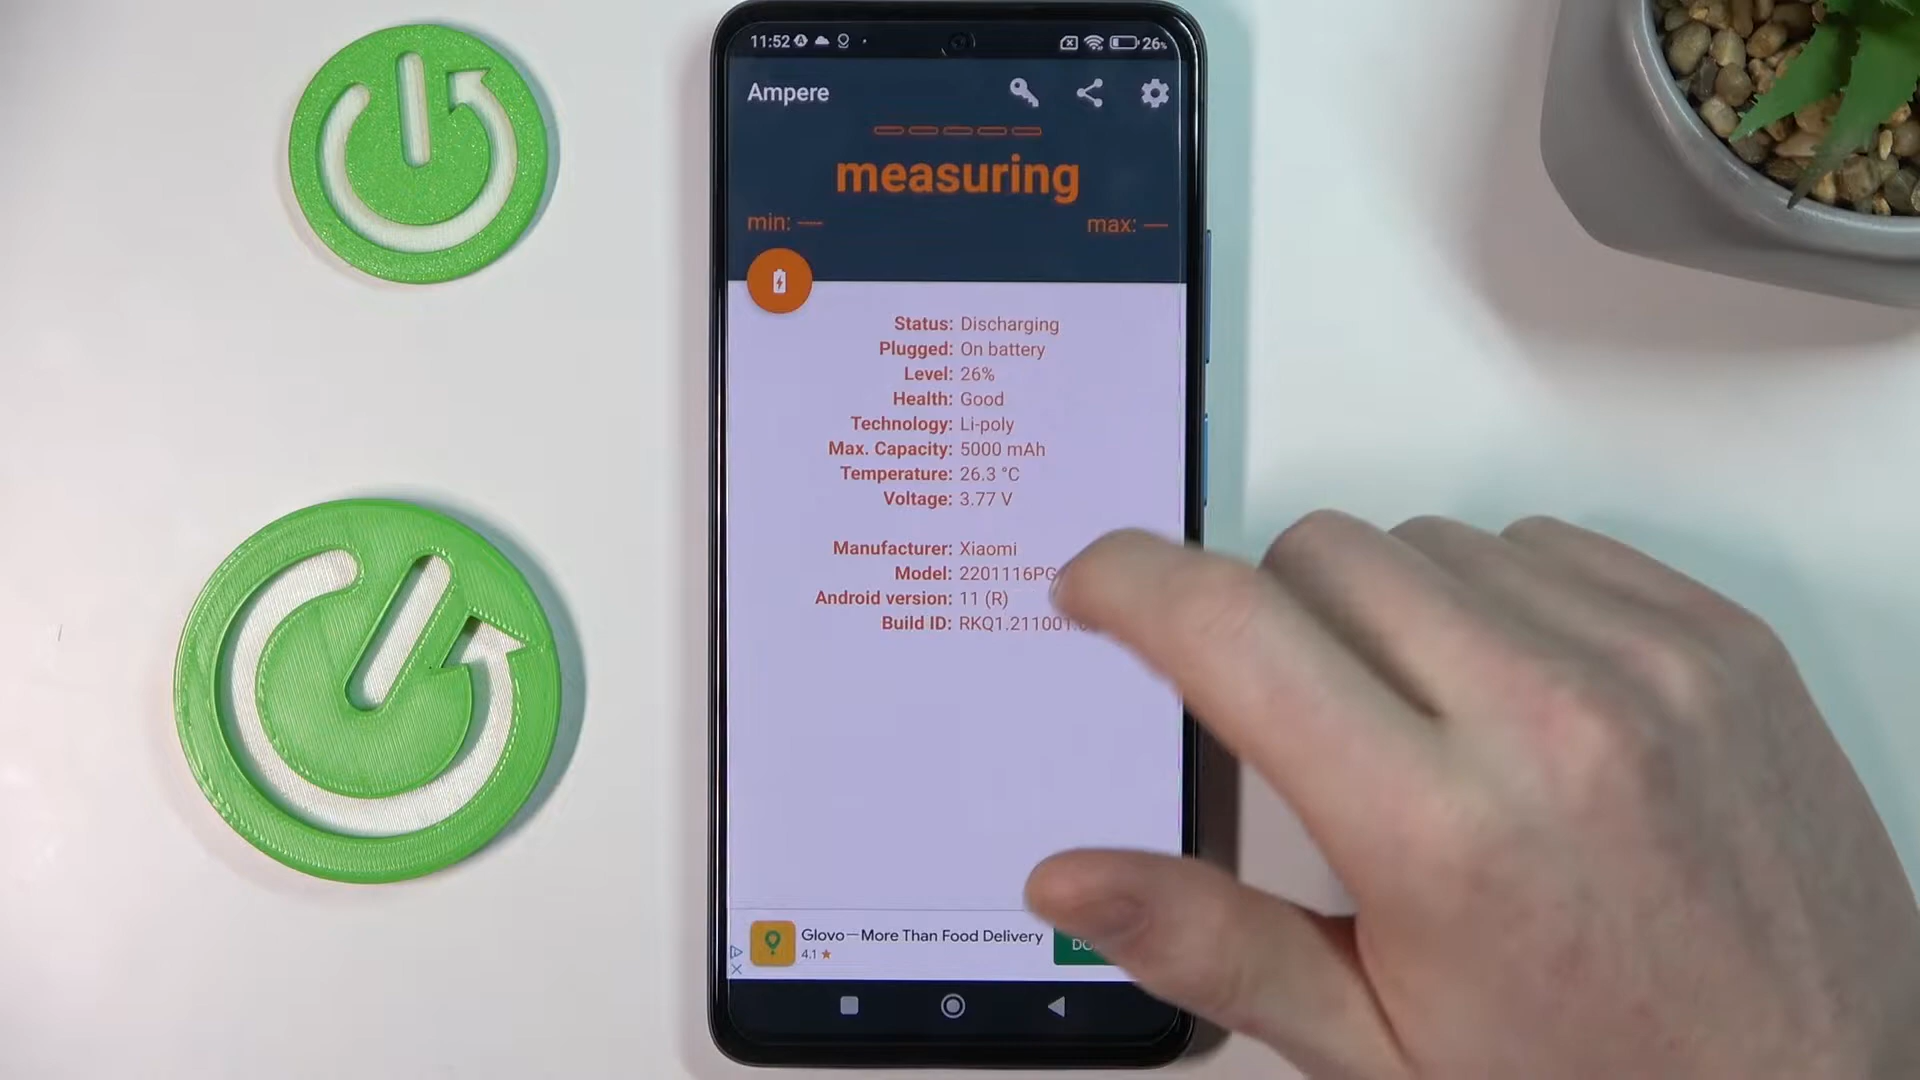 11:52 26%
Ampere
measuring
min: — max: —
Status: Discharging
Plugged: On battery
Level: 26%
Health: Good
Technology: Li-poly
Max. Capacity: 5000 mAh
Temperature: 26.3 °C
Voltage: 3.77 V
Manufacturer: Xiaomi
Model: 2201116PG
Android version: 11 (R)
Build ID: RKQ1.211001.
Glovo—More Than Food Delivery
4.1 ★